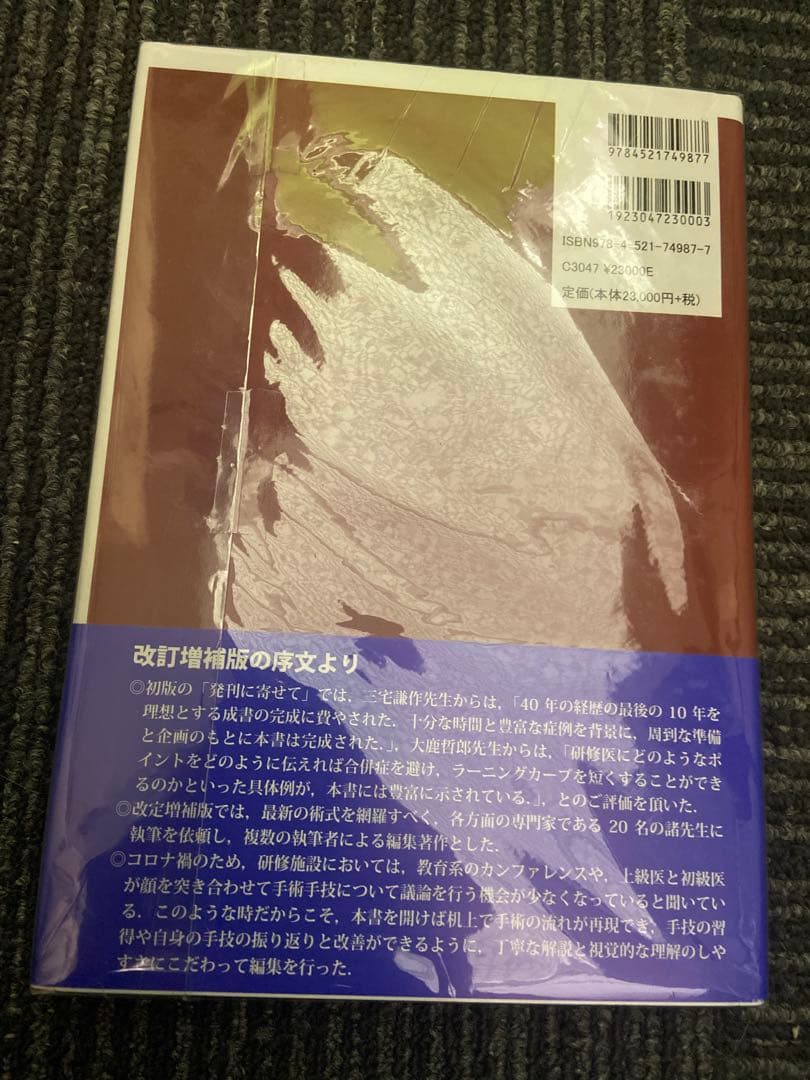 9784521749877
1923047230003
ISBN978-4-521-74987-7
C3047 ¥23000E
定価(本体23,000円+税)
改訂増補版の序文より
◎初版の「発刊に寄せて」では，三宅謙作先生からは，「40 年の経歴の最後の 10 年を
理想とする成書の完成に費やされた．十分な時間と豊富な症例を背景に，周到な準備
と企画のもとに本書は完成された．」，大鹿哲郎先生からは，「研修医にどのようなポ
イントをどのように伝えれば合併症を避け，ラーニングカーブを短くすることができ
るのかといった具体例が，本書には豊富に示されている．」，とのご評価を頂いた．
◎改定増補版では，最新の術式を網羅すべく，各方面の専門家である 20 名の諸先生に
執筆を依頼し，複数の執筆者による編集著作とした．
◎コロナ禍のため，研修施設においては，教育系のカンファレンスや，上級医と初級医
が顔を突き合わせて手術手技について議論を行う機会が少なくなっていると聞いてい
る．このような時だからこそ，本書を開けば机上で手術の流れが再現でき，手技の習
得や自身の手技の振り返りと改善ができるように，丁寧な解説と視覚的な理解のしや
すさにこだわって編集を行った．